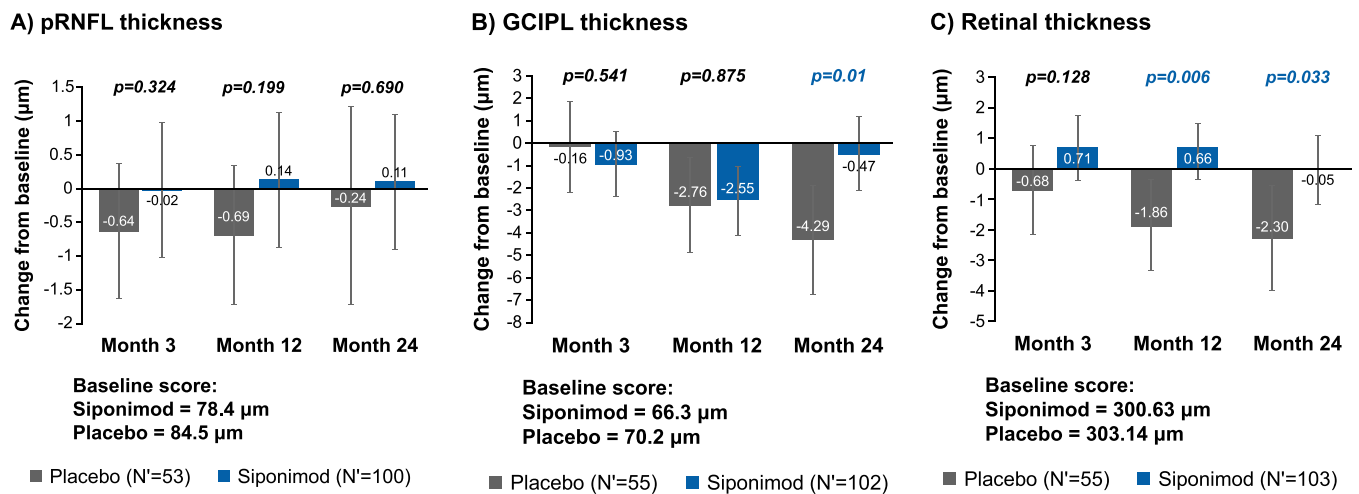 A) pRNFL thickness
p=0.324 p=0.199 p=0.690
Change from baseline (µm)
1.5
1
0.5
0
-0.5
-1
-1.5
-2
-0.64
-0.02
-0.69
0.14
-0.24
0.11
Month 3 Month 12 Month 24
Baseline score:
Siponimod = 78.4 µm
Placebo = 84.5 µm
Placebo (N'=53) Siponimod (N'=100)
B) GCIPL thickness
p=0.541 p=0.875 p=0.01
Change from baseline (µm)
3
2
1
0
-1
-2
-3
-4
-5
-6
-7
-8
-0.16
-0.93
-2.76
-2.55
-4.29
-0.47
Month 3 Month 12 Month 24
Baseline score:
Siponimod = 66.3 µm
Placebo = 70.2 µm
Placebo (N'=55) Siponimod (N'=102)
C) Retinal thickness
p=0.128 p=0.006 p=0.033
Change from baseline (µm)
3
2
1
0
-1
-2
-3
-4
-5
-0.68
0.71
-1.86
0.66
-2.30
-0.05
Month 3 Month 12 Month 24
Baseline score:
Siponimod = 300.63 µm
Placebo = 303.14 µm
Placebo (N'=55) Siponimod (N'=103)